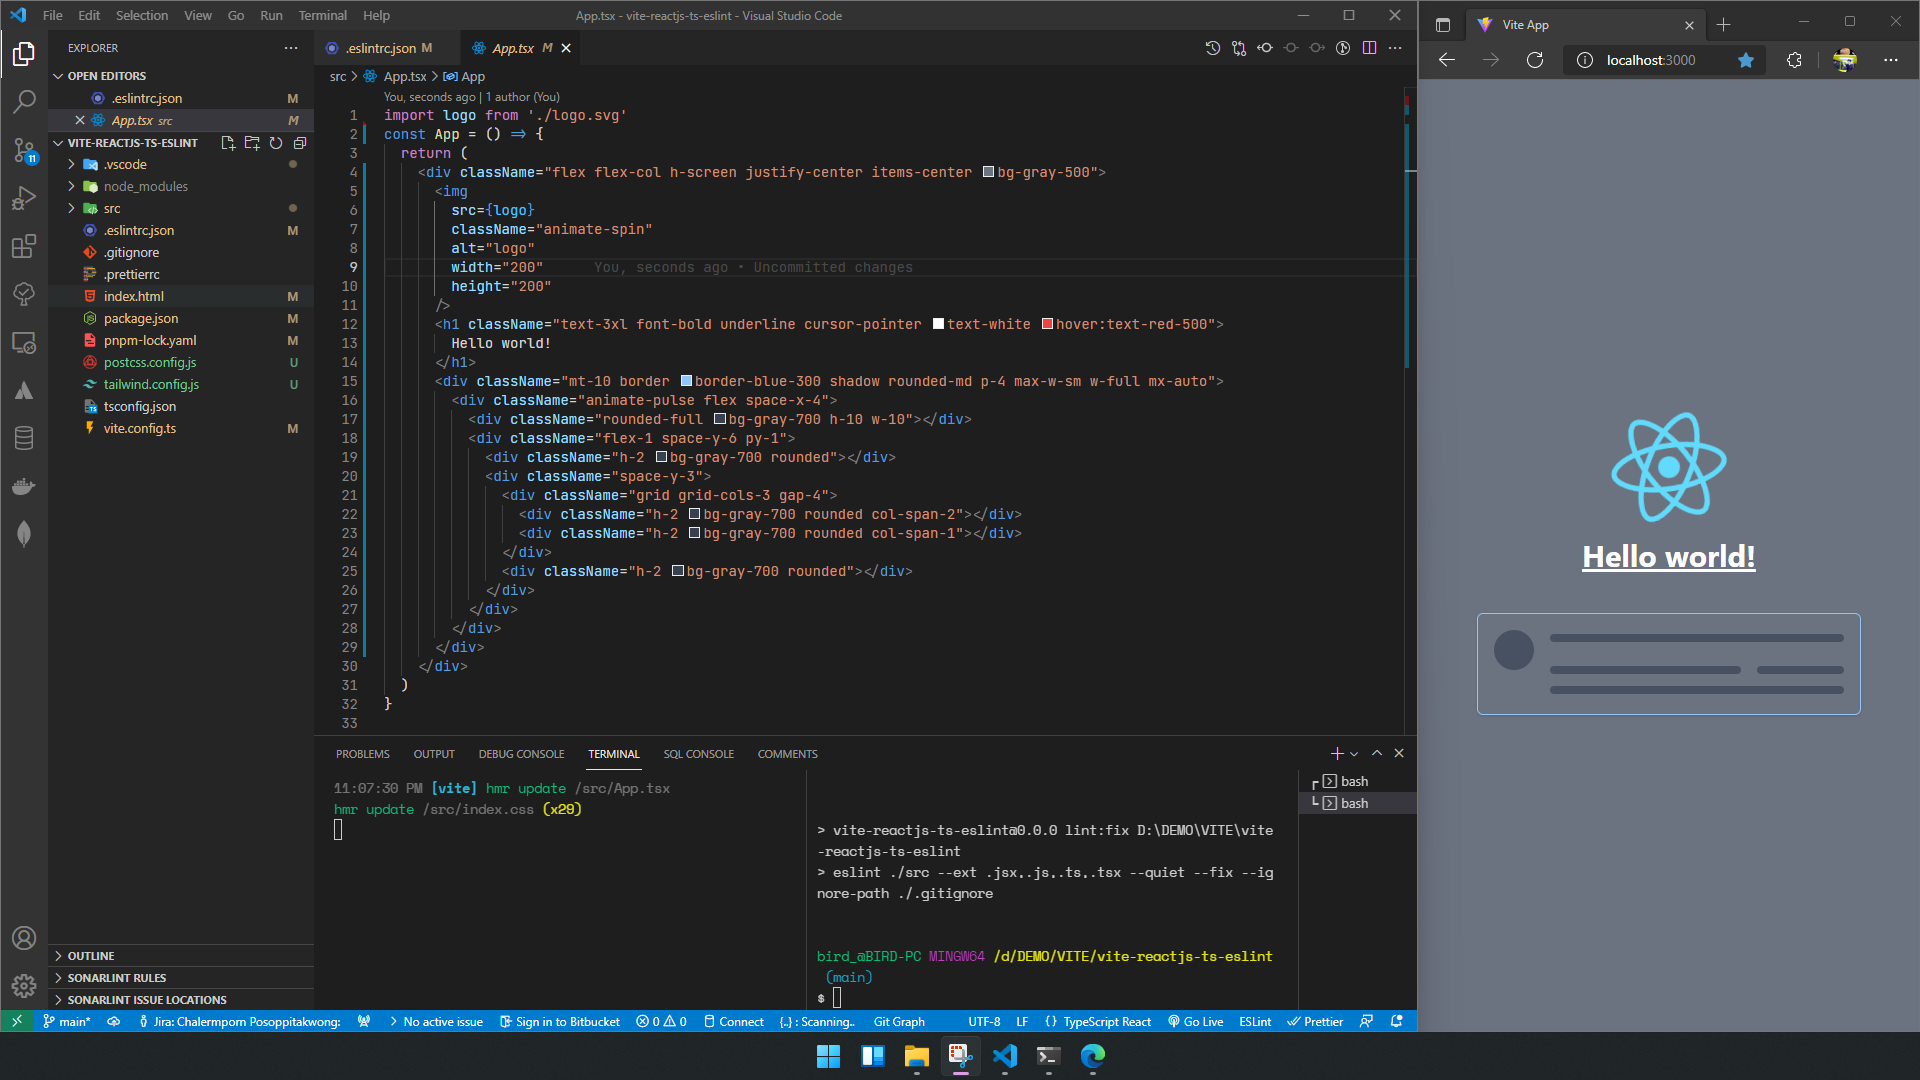 File Edit Selection View Go Run Terminal Help
App.tsx - vite-reactjs-ts-eslint - Visual Studio Code
EXPLORER
OPEN EDITORS
.eslintrc.json M
App.tsx src M
VITE-REACTJS-TS-ESLINT
.vscode
node_modules
src
.eslintrc.json M
.gitignore
.prettierrc
index.html M
package.json M
pnpm-lock.yaml M
postcss.config.js U
tailwind.config.js U
tsconfig.json
vite.config.ts M
OUTLINE
SONARLINT RULES
SONARLINT ISSUE LOCATIONS
11
.eslintrc.json M
App.tsx M
src > App.tsx > App
You, seconds ago | 1 author (You)
1 import logo from './logo.svg'
2 const App = () => {
3 return (
4 <div className="flex flex-col h-screen justify-center items-center bg-gray-500">
5 <img
6 src={logo}
7 className="animate-spin"
8 alt="logo"
9 width="200" You, seconds ago • Uncommitted changes
10 height="200"
11 />
12 <h1 className="text-3xl font-bold underline cursor-pointer text-white hover:text-red-500">
13 Hello world!
14 </h1>
15 <div className="mt-10 border border-blue-300 shadow rounded-md p-4 max-w-sm w-full mx-auto">
16 <div className="animate-pulse flex space-x-4">
17 <div className="rounded-full bg-gray-700 h-10 w-10"></div>
18 <div className="flex-1 space-y-6 py-1">
19 <div className="h-2 bg-gray-700 rounded"></div>
20 <div className="space-y-3">
21 <div className="grid grid-cols-3 gap-4">
22 <div className="h-2 bg-gray-700 rounded col-span-2"></div>
23 <div className="h-2 bg-gray-700 rounded col-span-1"></div>
24 </div>
25 <div className="h-2 bg-gray-700 rounded"></div>
26 </div>
27 </div>
28 </div>
29 </div>
30 </div>
31 )
32 }
33
PROBLEMS OUTPUT DEBUG CONSOLE TERMINAL SQL CONSOLE COMMENTS
11:07:30 PM [vite] hmr update /src/App.tsx
hmr update /src/index.css (x29)
> vite-reactjs-ts-eslint@0.0.0 lint:fix D:\DEMO\VITE\vite
-reactjs-ts-eslint
> eslint ./src --ext .jsx,.js,.ts,.tsx --quiet --fix --ig
nore-path ./.gitignore
bird_@BIRD-PC MINGW64 /d/DEMO/VITE/vite-reactjs-ts-eslint
(main)
$
bash
bash
main* Jira: Chalermporn Posoppitakwong: No active issue Sign in to Bitbucket 0 0 Connect {..} : Scanning.. Git Graph UTF-8 LF {} TypeScript React Go Live ESLint Prettier
Vite App
localhost:3000
Hello world!